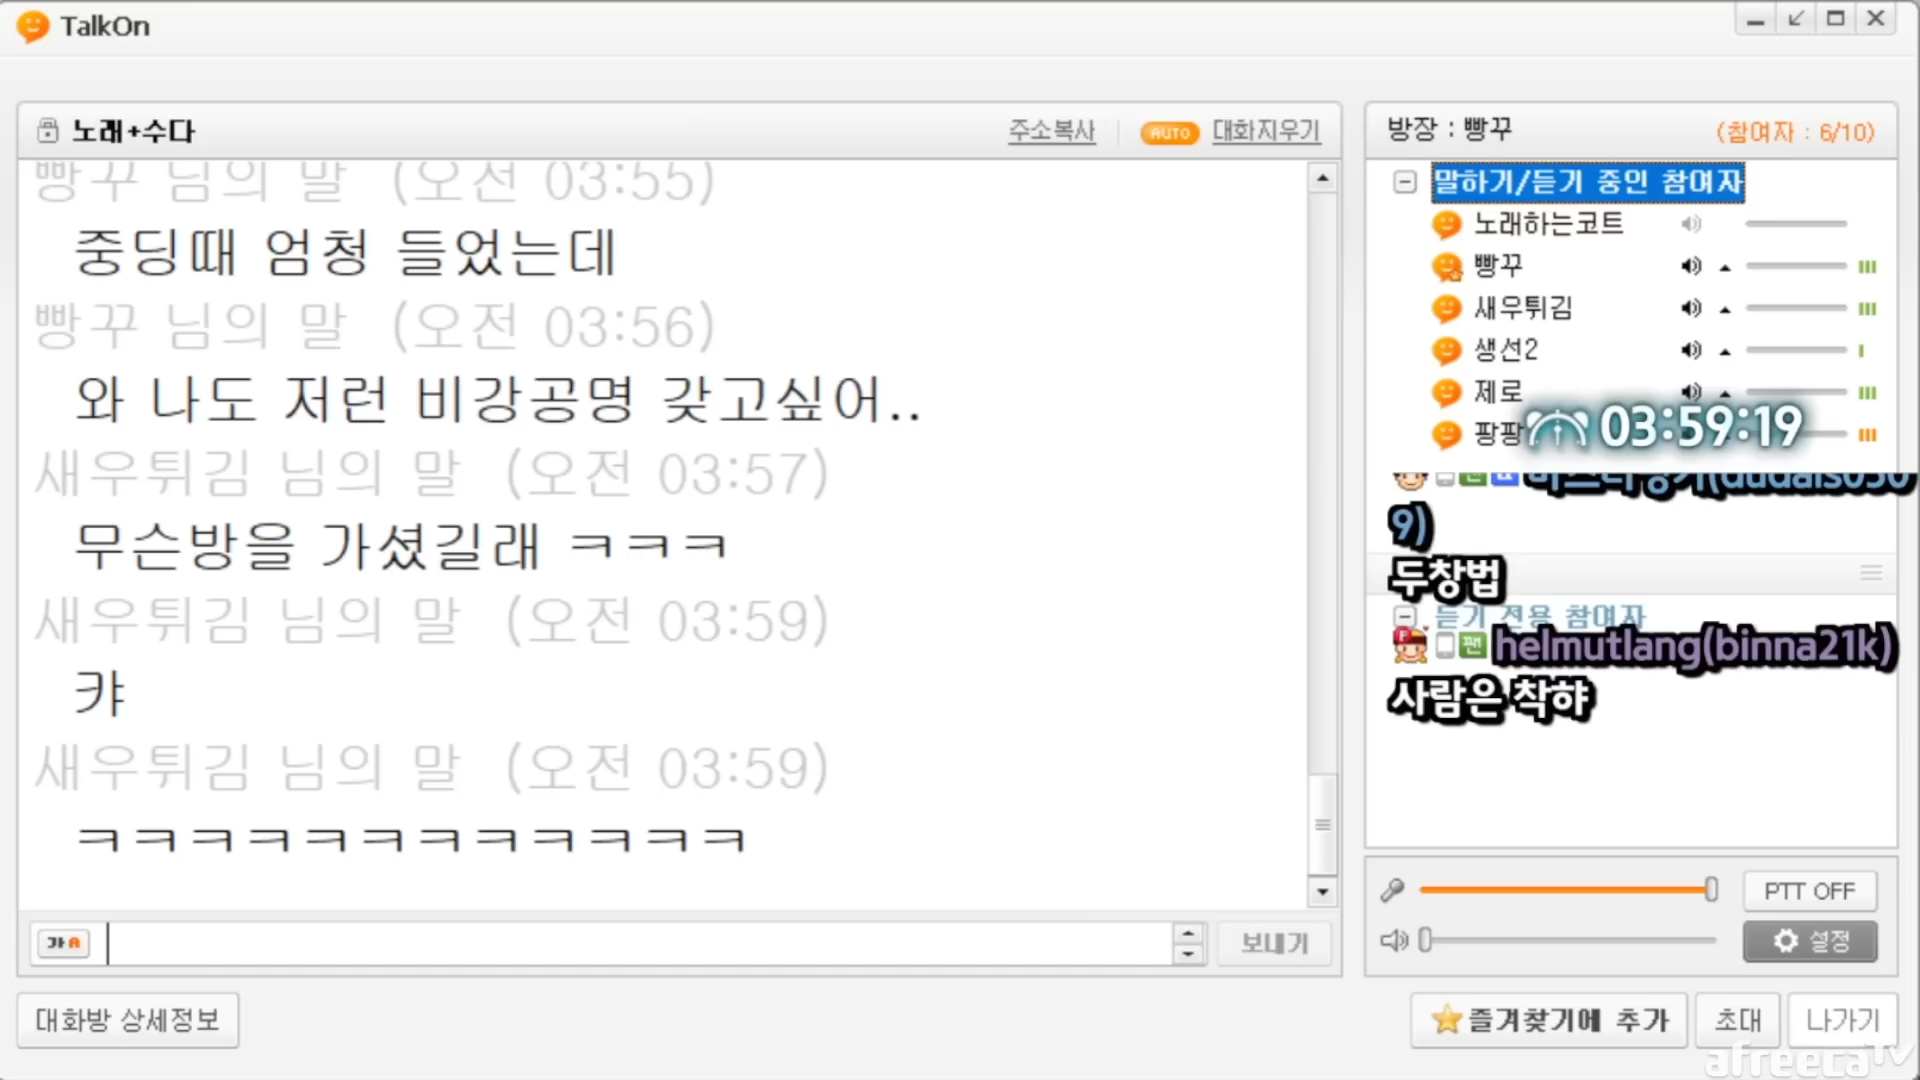 TalkOn
노래+수다
주소복사
AUTO
대화지우기
빵꾸 님의 말 (오전 03:55)
중딩때 엄청 들었는데
빵꾸 님의 말 (오전 03:56)
와 나도 저런 비강공명 갖고싶어..
새우튀김 님의 말 (오전 03:57)
무슨방을 가셨길래 ㅋㅋㅋ
새우튀김 님의 말 (오전 03:59)
캬
새우튀김 님의 말 (오전 03:59)
ㅋㅋㅋㅋㅋㅋㅋㅋㅋㅋㅋㅋ
가A
보내기
대화방 상세정보
방장 : 빵꾸
(참여자 : 6/10)
말하기/듣기 중인 참여자
노래하는코트
빵꾸
새우튀김
생선2
제로
팡팡
03:59:19
9)
두창법
듣기 전용 참여자
팬 helmutlang(binna21k)
사람은 착햐
PTT OFF
설정
즐겨찾기에 추가
초대
나가기
afreecaTV